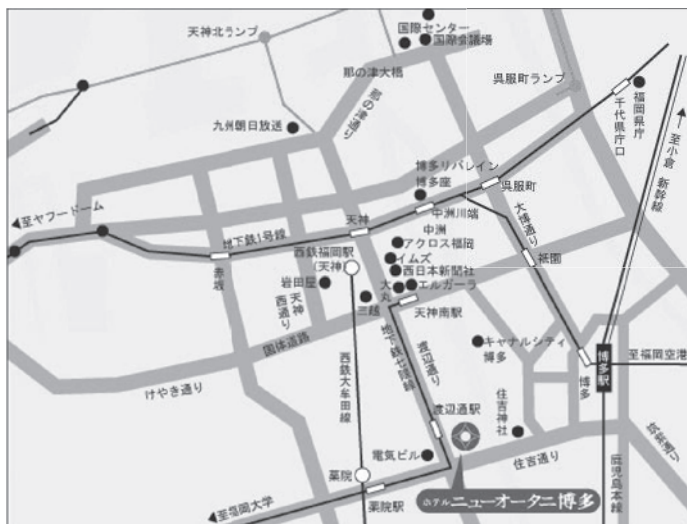 国際センター
国際会議場
天神北ランプ
那の津大橋
呉服町ランプ
福岡県庁
千代県庁口
→至小倉
新幹線
九州朝日放送
那の津通り
博多リバレイン
博多座
呉服町
中洲川端
大博通り
祇園
←至ヤフードーム
地下鉄1号線
天神
中洲
アクロス福岡
イムズ
西日本新聞社
エルガーラ
大丸
西鉄福岡駅
(天神)
赤坂
岩田屋
天神
西通り
三越
天神南駅
国体道路
地下鉄七隈線
渡辺通り
キャナルシティ
博多
博多
博多駅
至福岡空港
けやき通り
西鉄大牟田線
渡辺通駅
住吉神社
筑紫通り
電気ビル
住吉通り
薬院
薬院駅
←至福岡大学
鹿児島本線
ホテルニューオータニ博多